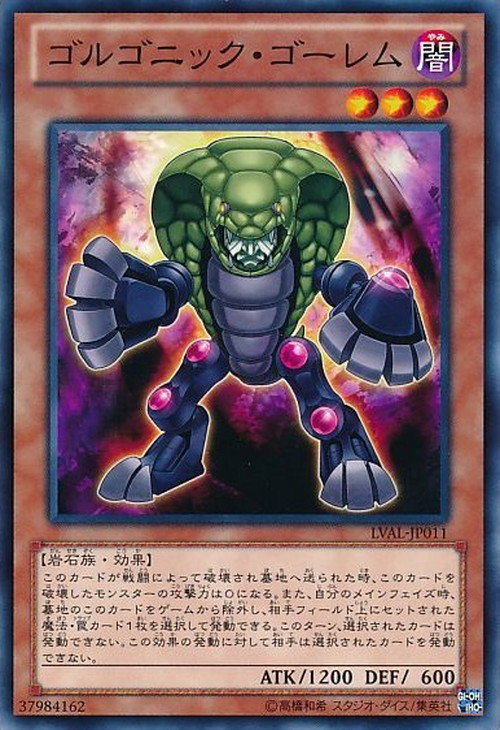 ゴルゴニック・ゴーレム
やみ
闇
LVAL-JP011
【岩石族・効果】
このカードが戦闘によって破壊され墓地へ送られた時、このカードを
破壊したモンスターの攻撃力は0になる。また、自分のメインフェイズ時、
墓地のこのカードをゲームから除外し、相手フィールド上にセットされた
魔法・罠カード1枚を選択して発動できる。このターン、選択されたカードは
発動できない。この効果の発動に対して相手は選択されたカードを発動
できない。
ATK/1200 DEF/ 600
37984162
©高橋和希 スタジオ・ダイス/集英社